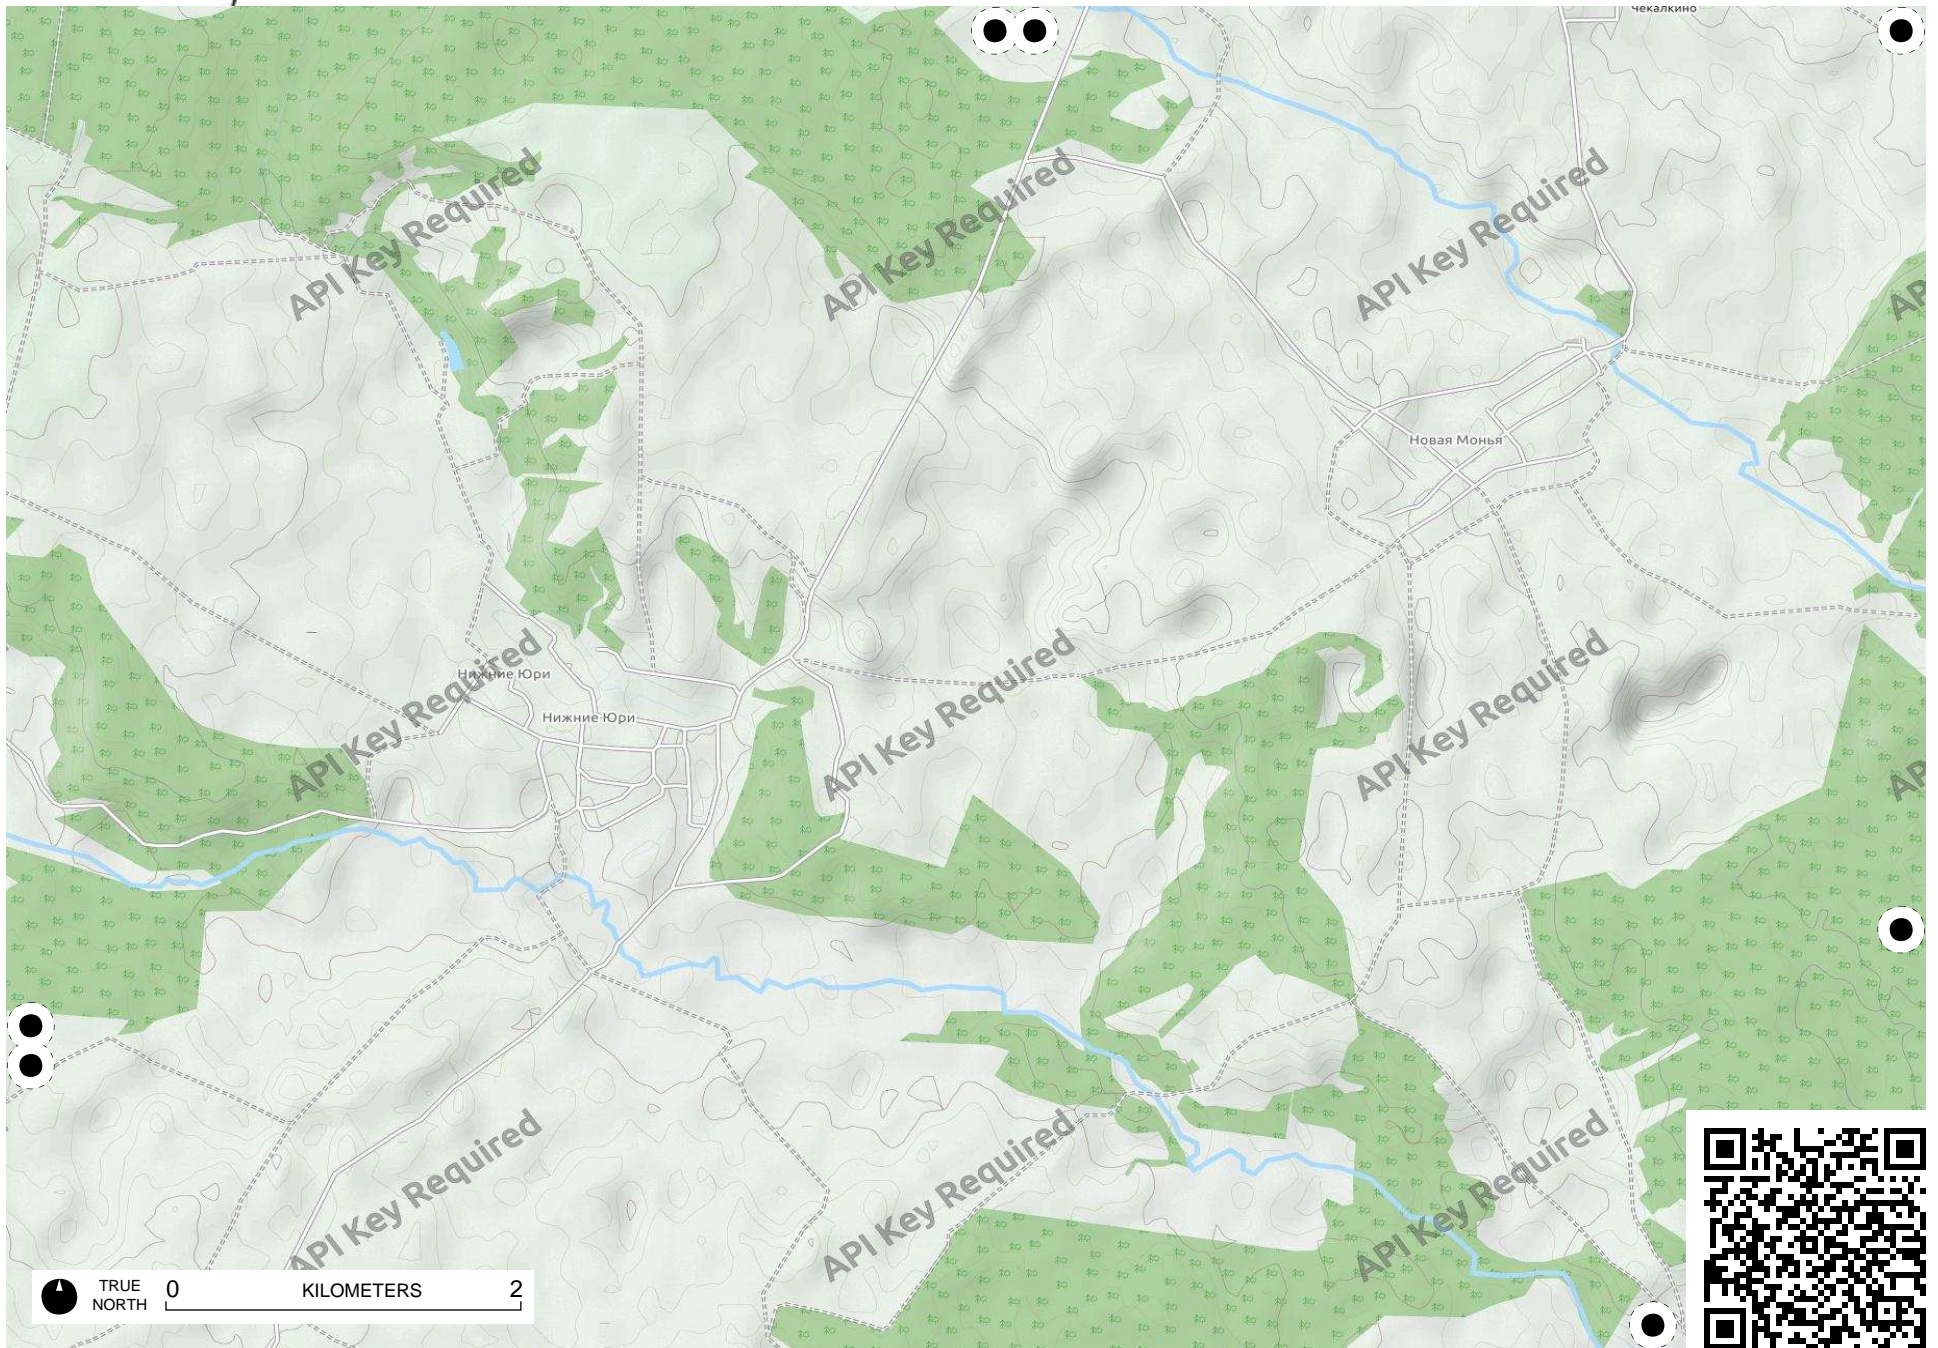 Чекалкино
API Key Required
API Key Required
API Key Required
AP
Новая Монья
Нижние Юри
Нижние Юри
API Key Required
API Key Required
API Key Required
AP
API Key Required
API Key Required
API Key Required
TRUE
NORTH
0 KILOMETERS 2